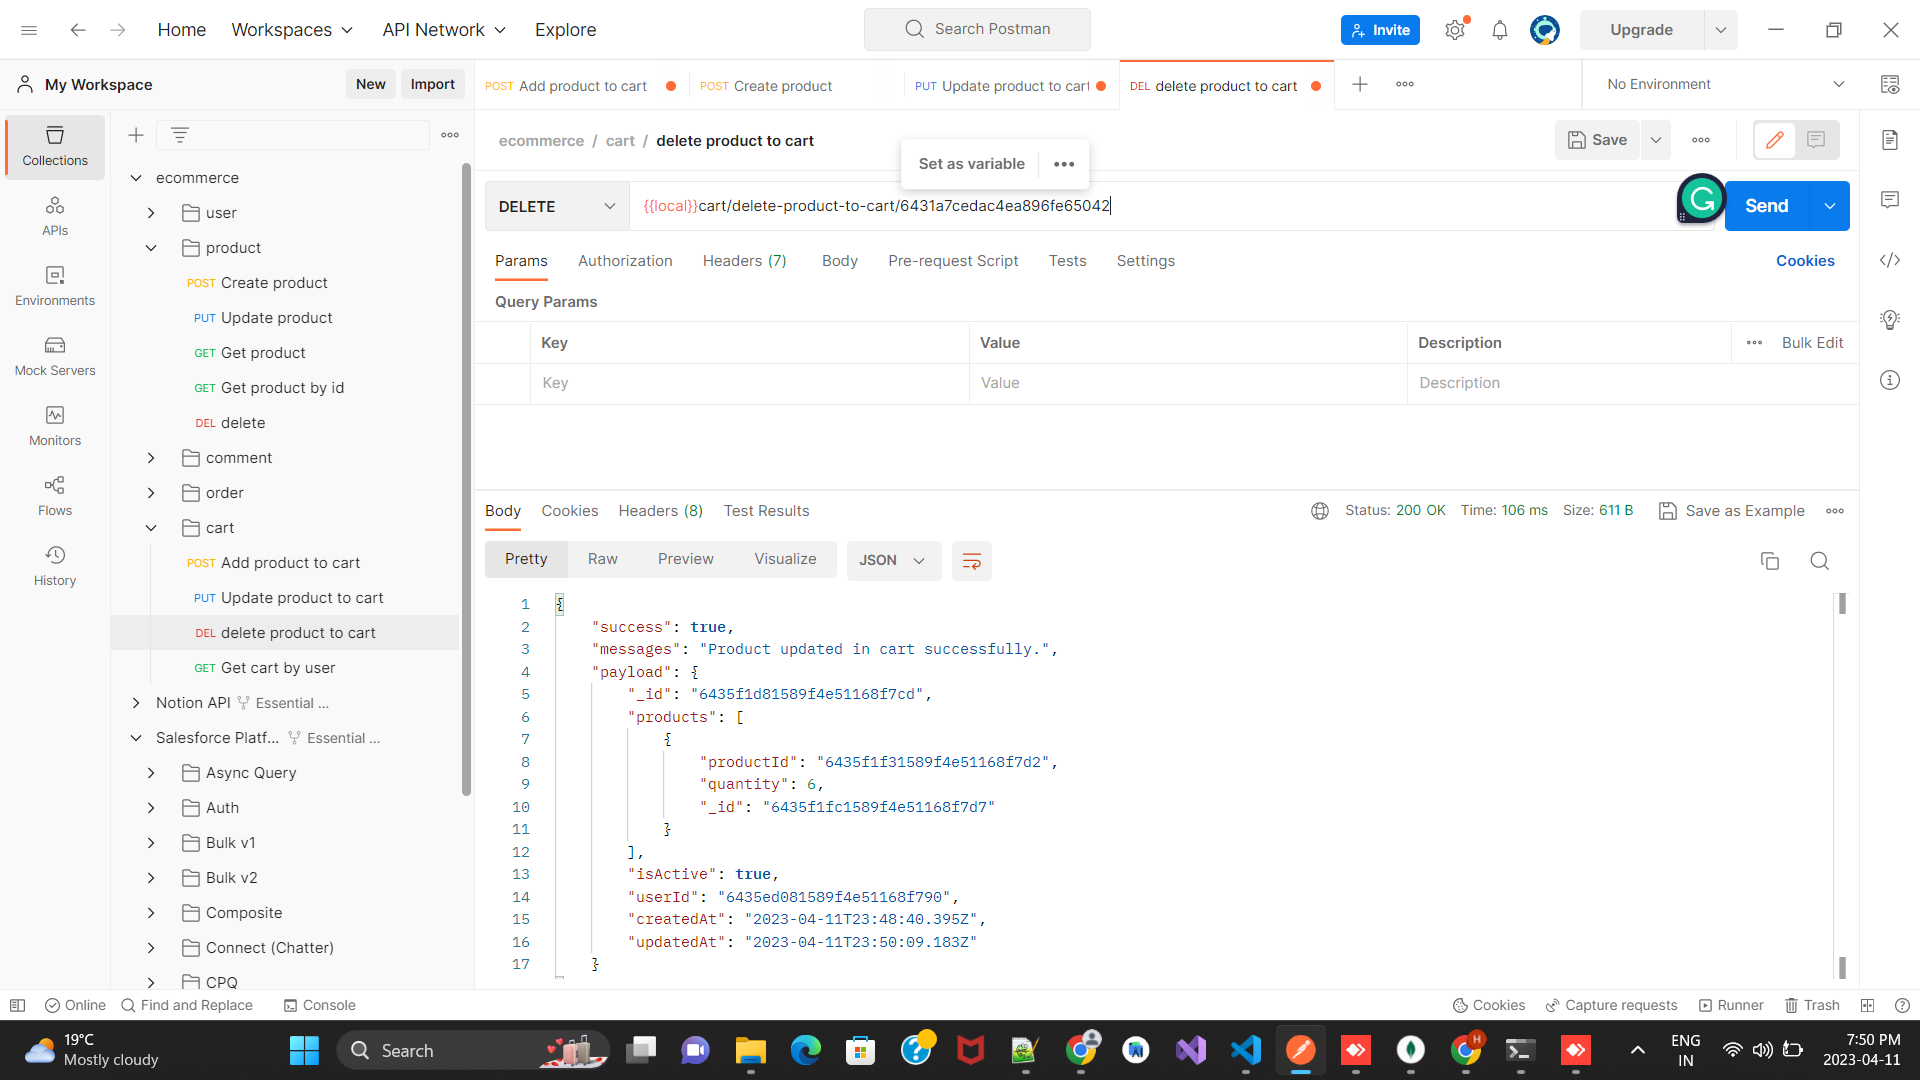 Home Workspaces API Network Explore
Search Postman
Invite
Upgrade
My Workspace
New Import
POST Add product to cart
POST Create product
PUT Update product to cart
DEL delete product to cart
No Environment
Collections
APIs
Environments
Mock Servers
Monitors
Flows
History
ecommerce
user
product
POST Create product
PUT Update product
GET Get product
GET Get product by id
DEL delete
comment
order
cart
POST Add product to cart
PUT Update product to cart
DEL delete product to cart
GET Get cart by user
Notion API Essential ...
Salesforce Platf... Essential ...
Async Query
Auth
Bulk v1
Bulk v2
Composite
Connect (Chatter)
CPQ
ecommerce / cart / delete product to cart
Save
Set as variable
DELETE
{{local}}cart/delete-product-to-cart/6431a7cedac4ea896fe65042
G
Send
Params Authorization Headers (7) Body Pre-request Script Tests Settings
Cookies
Query Params
Key Value Description Bulk Edit
Key Value Description
Body Cookies Headers (8) Test Results
Status: 200 OK Time: 106 ms Size: 611 B Save as Example
Pretty Raw Preview Visualize JSON
1 {
2 "success": true,
3 "messages": "Product updated in cart successfully.",
4 "payload": {
5 "_id": "6435f1d81589f4e51168f7cd",
6 "products": [
7 {
8 "productId": "6435f1f31589f4e51168f7d2",
9 "quantity": 6,
10 "_id": "6435f1fc1589f4e51168f7d7"
11 }
12 ],
13 "isActive": true,
14 "userId": "6435ed081589f4e51168f790",
15 "createdAt": "2023-04-11T23:48:40.395Z",
16 "updatedAt": "2023-04-11T23:50:09.183Z"
17 }
Online Find and Replace Console
Cookies Capture requests Runner Trash
19°C
Mostly cloudy
Search
H
ENG
IN
7:50 PM
2023-04-11